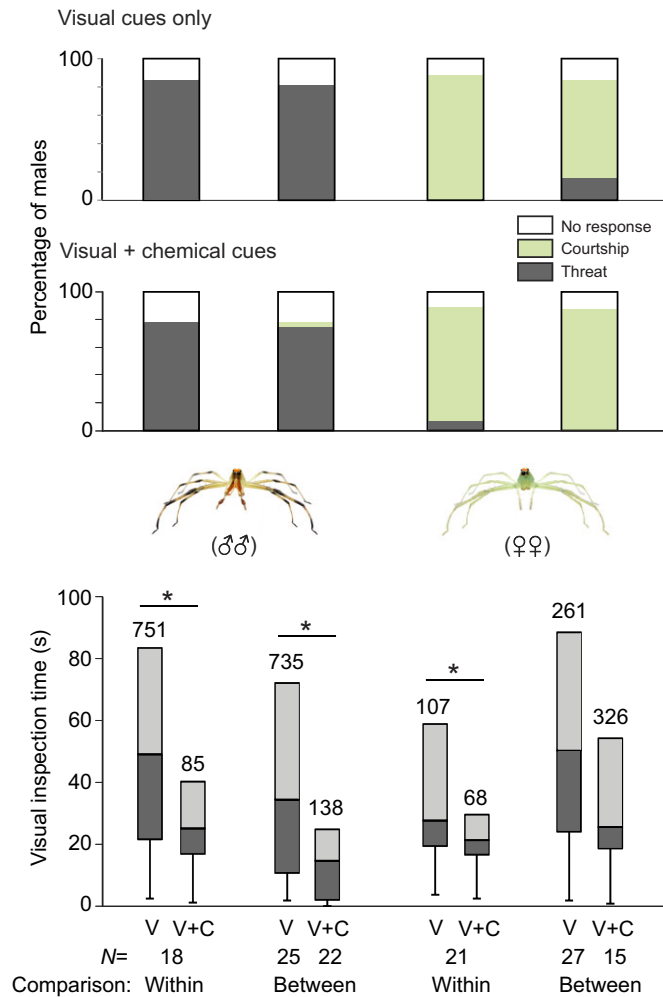 Visual cues only
100
0
No response
Courtship
Threat
Visual + chemical cues
100
0
Percentage of males
(♂♂) (♀♀)
Visual inspection time (s)
100
80
60
40
20
0
* * *
751 85 735 138 107 68 261 326
V V+C V V+C V V+C V V+C
N= 18 25 22 21 27 15
Comparison: Within Between Within Between